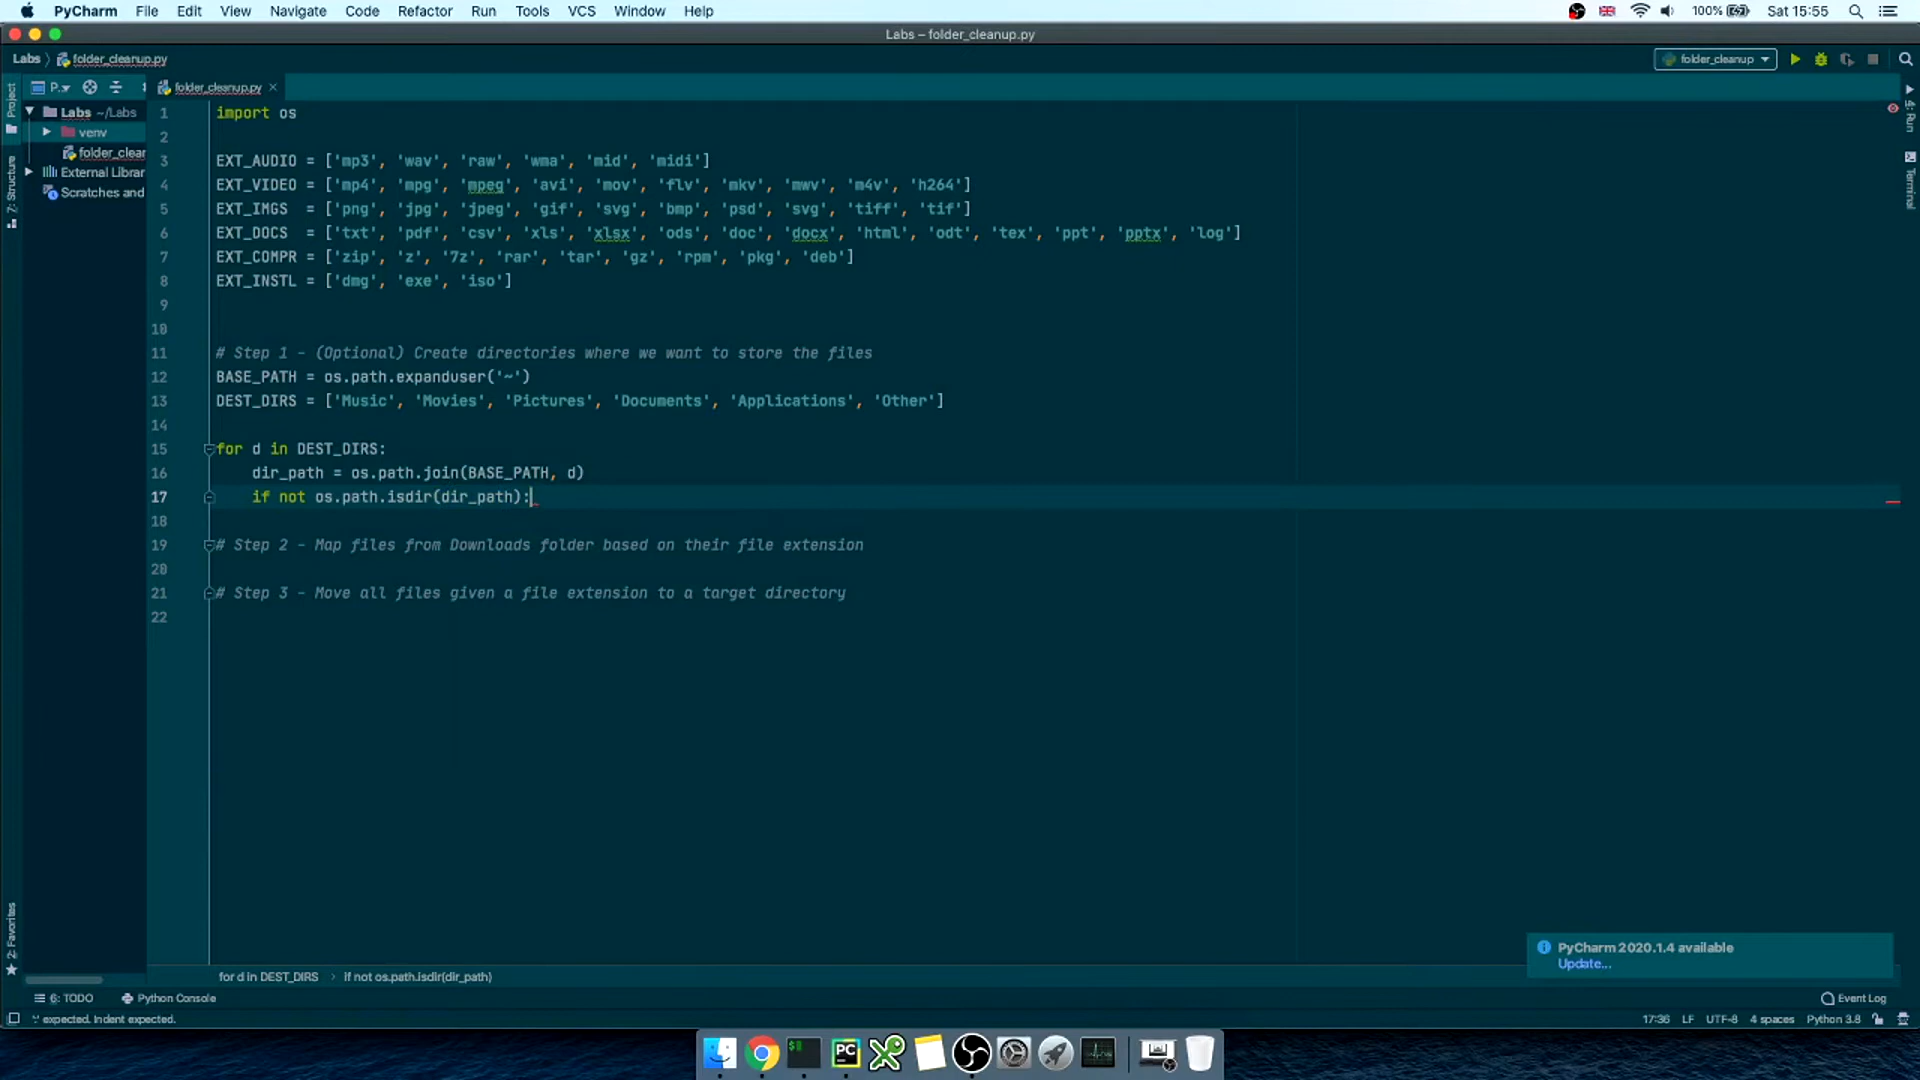 PyCharm File Edit View Navigate Code Refactor Run Tools VCS Window Help 100% Sat 15:55
Labs – folder_cleanup.py
Labs folder_cleanup.py folder_cleanup
P.. folder_cleanup.py
Project
Labs ~/Labs
venv
folder_clear
External Librar
Scratches and
7: Structure
2: Favorites
4: Run
Terminal
1 import os
2
3 EXT_AUDIO = ['mp3', 'wav', 'raw', 'wma', 'mid', 'midi']
4 EXT_VIDEO = ['mp4', 'mpg', 'mpeg', 'avi', 'mov', 'flv', 'mkv', 'mwv', 'm4v', 'h264']
5 EXT_IMGS = ['png', 'jpg', 'jpeg', 'gif', 'svg', 'bmp', 'psd', 'svg', 'tiff', 'tif']
6 EXT_DOCS = ['txt', 'pdf', 'csv', 'xls', 'xlsx', 'ods', 'doc', 'docx', 'html', 'odt', 'tex', 'ppt', 'pptx', 'log']
7 EXT_COMPR = ['zip', 'z', '7z', 'rar', 'tar', 'gz', 'rpm', 'pkg', 'deb']
8 EXT_INSTL = ['dmg', 'exe', 'iso']
9
10
11 # Step 1 - (Optional) Create directories where we want to store the files
12 BASE_PATH = os.path.expanduser('~')
13 DEST_DIRS = ['Music', 'Movies', 'Pictures', 'Documents', 'Applications', 'Other']
14
15 for d in DEST_DIRS:
16 dir_path = os.path.join(BASE_PATH, d)
17 if not os.path.isdir(dir_path):
18
19 # Step 2 - Map files from Downloads folder based on their file extension
20
21 # Step 3 - Move all files given a file extension to a target directory
22
PyCharm 2020.1.4 available
Update...
for d in DEST_DIRS › if not os.path.isdir(dir_path)
6: TODO Python Console Event Log
expected. Indent expected. 17:36 LF UTF-8 4 spaces Python 3.8
$
PC